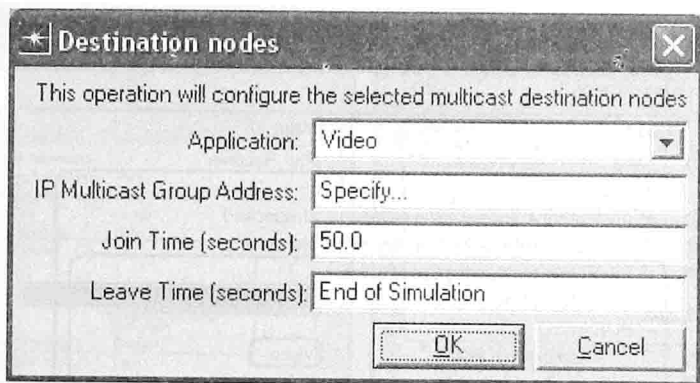 Destination nodes
This operation will configure the selected multicast destination nodes
Application: Video
IP Multicast Group Address: Specify...
Join Time (seconds): 50.0
Leave Time (seconds): End of Simulation
OK Cancel